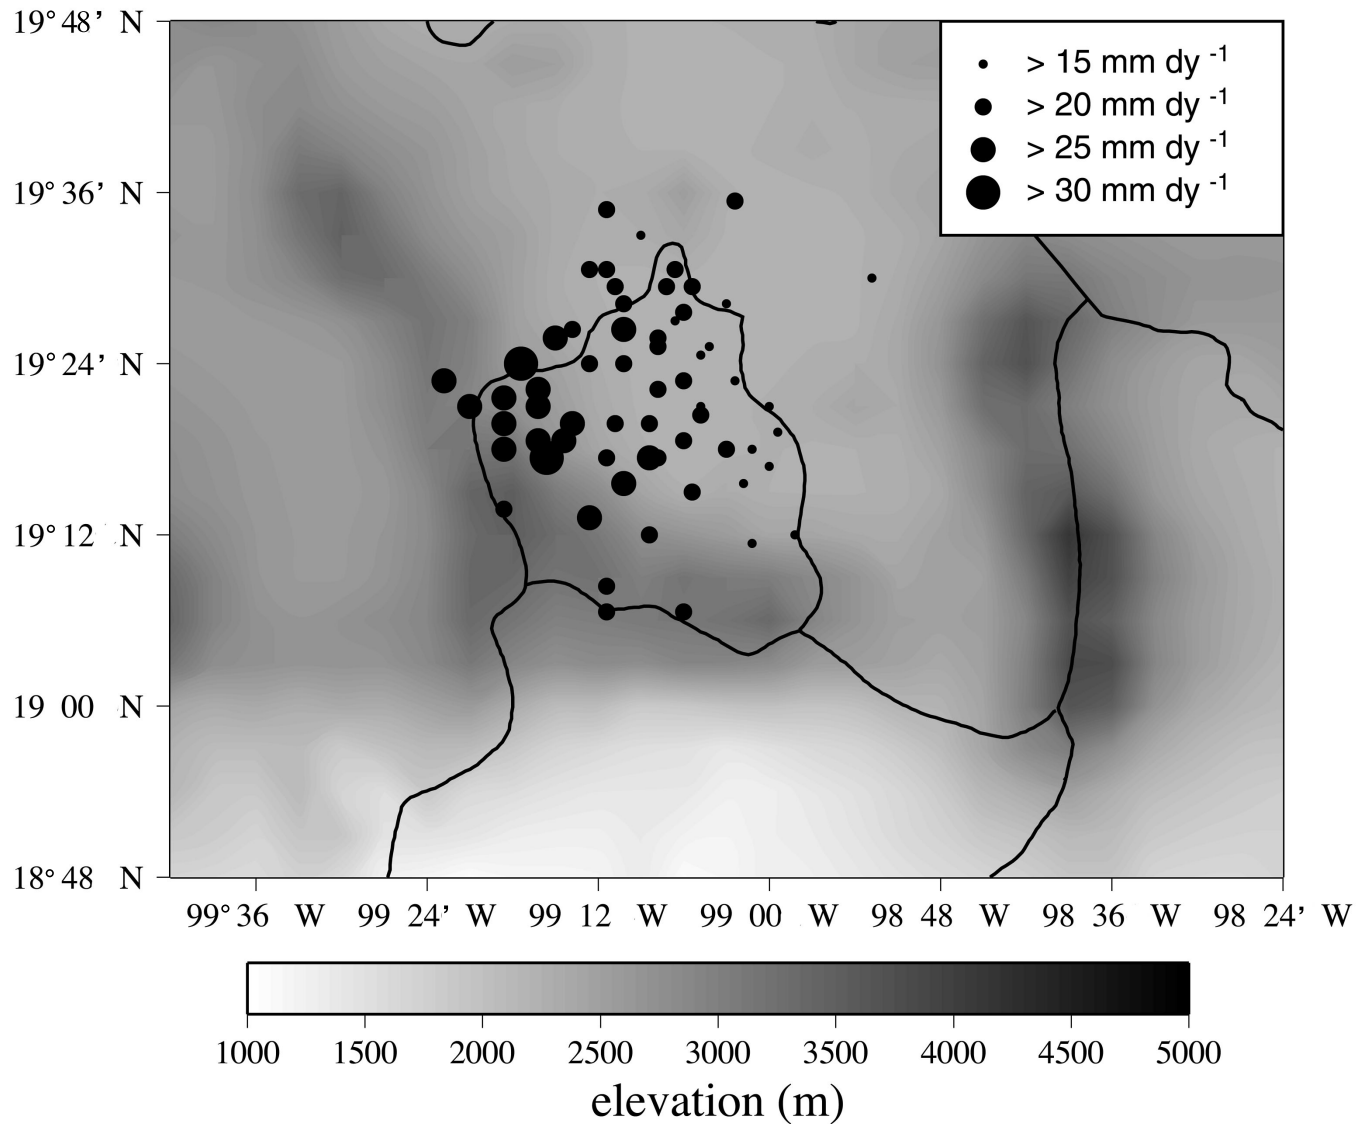 19°48' N
> 15 mm dy -1
> 20 mm dy -1
> 25 mm dy -1
> 30 mm dy -1
19°36' N
19°24' N
19°12 N
19 00 N
18°48 N
99°36 W 99 24' W 99 12 W 99 00 W 98 48 W 98 36 W 98 24' W
1000 1500 2000 2500 3000 3500 4000 4500 5000
elevation (m)